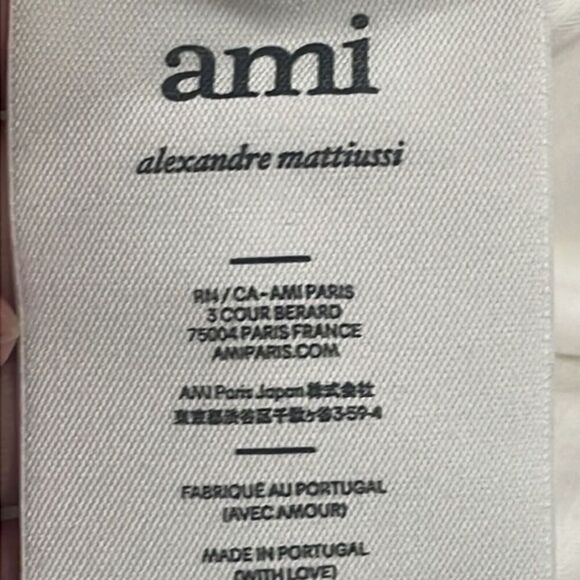 ami
alexandre mattiussi
RN / CA - AMI PARIS
3 COUR BERARD
75004 PARIS FRANCE
AMIPARIS.COM
AMI Paris Japan 株式会社
東京都渋谷区千駄ヶ谷3-59-4
FABRIQUE AU PORTUGAL
(AVEC AMOUR)
MADE IN PORTUGAL
(WITH LOVE)